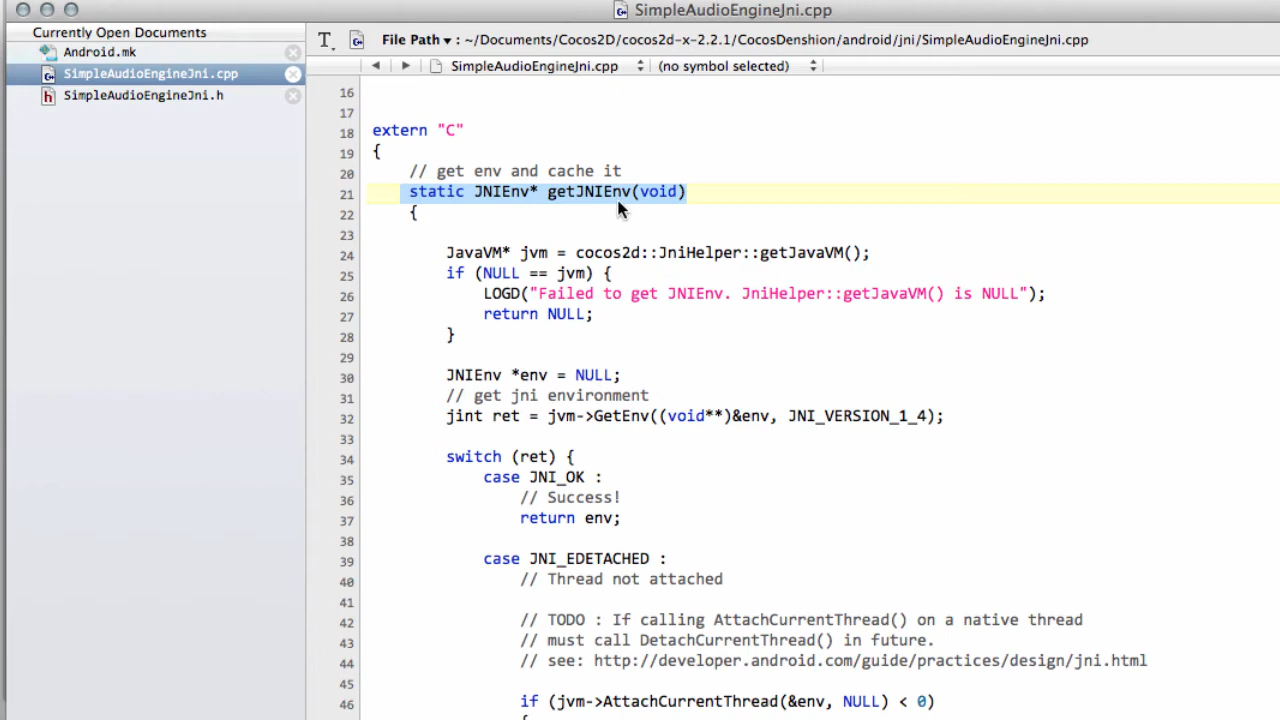 SimpleAudioEngineJni.cpp
Currently Open Documents
Android.mk
SimpleAudioEngineJni.cpp
SimpleAudioEngineJni.h
T. File Path ▾ : ~/Documents/Cocos2D/cocos2d-x-2.2.1/CocosDenshion/android/jni/SimpleAudioEngineJni.cpp
SimpleAudioEngineJni.cpp (no symbol selected)
16
17
18 extern "C"
19 {
20 // get env and cache it
21 static JNIEnv* getJNIEnv(void)
22 {
23
24 JavaVM* jvm = cocos2d::JniHelper::getJavaVM();
25 if (NULL == jvm) {
26 LOGD("Failed to get JNIEnv. JniHelper::getJavaVM() is NULL");
27 return NULL;
28 }
29
30 JNIEnv *env = NULL;
31 // get jni environment
32 jint ret = jvm->GetEnv((void**)&env, JNI_VERSION_1_4);
33
34 switch (ret) {
35 case JNI_OK :
36 // Success!
37 return env;
38
39 case JNI_EDETACHED :
40 // Thread not attached
41
42 // TODO : If calling AttachCurrentThread() on a native thread
43 // must call DetachCurrentThread() in future.
44 // see: http://developer.android.com/guide/practices/design/jni.html
45
46 if (jvm->AttachCurrentThread(&env, NULL) < 0)